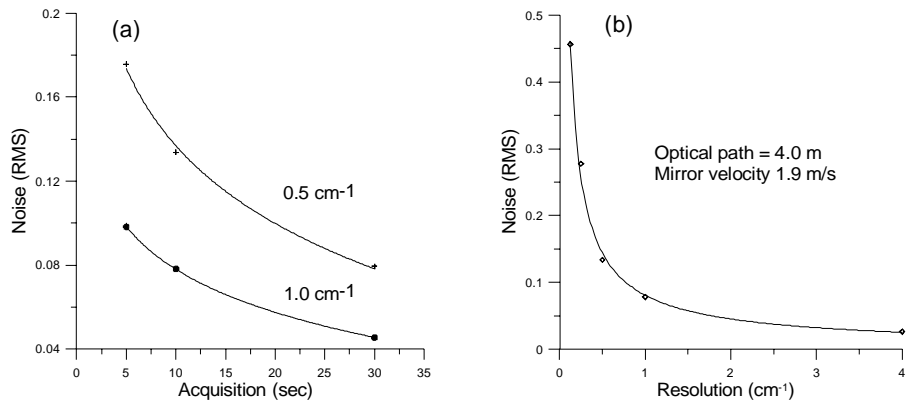 (a)
0.2
0.16
0.12
0.08
0.04
Noise (RMS)
0.5 cm-1
1.0 cm-1
0 5 10 15 20 25 30 35
Acquisition (sec)
(b)
0.5
0.4
0.3
0.2
0.1
0
Noise (RMS)
Optical path = 4.0 m
Mirror velocity 1.9 m/s
0 1 2 3 4
Resolution (cm-1)